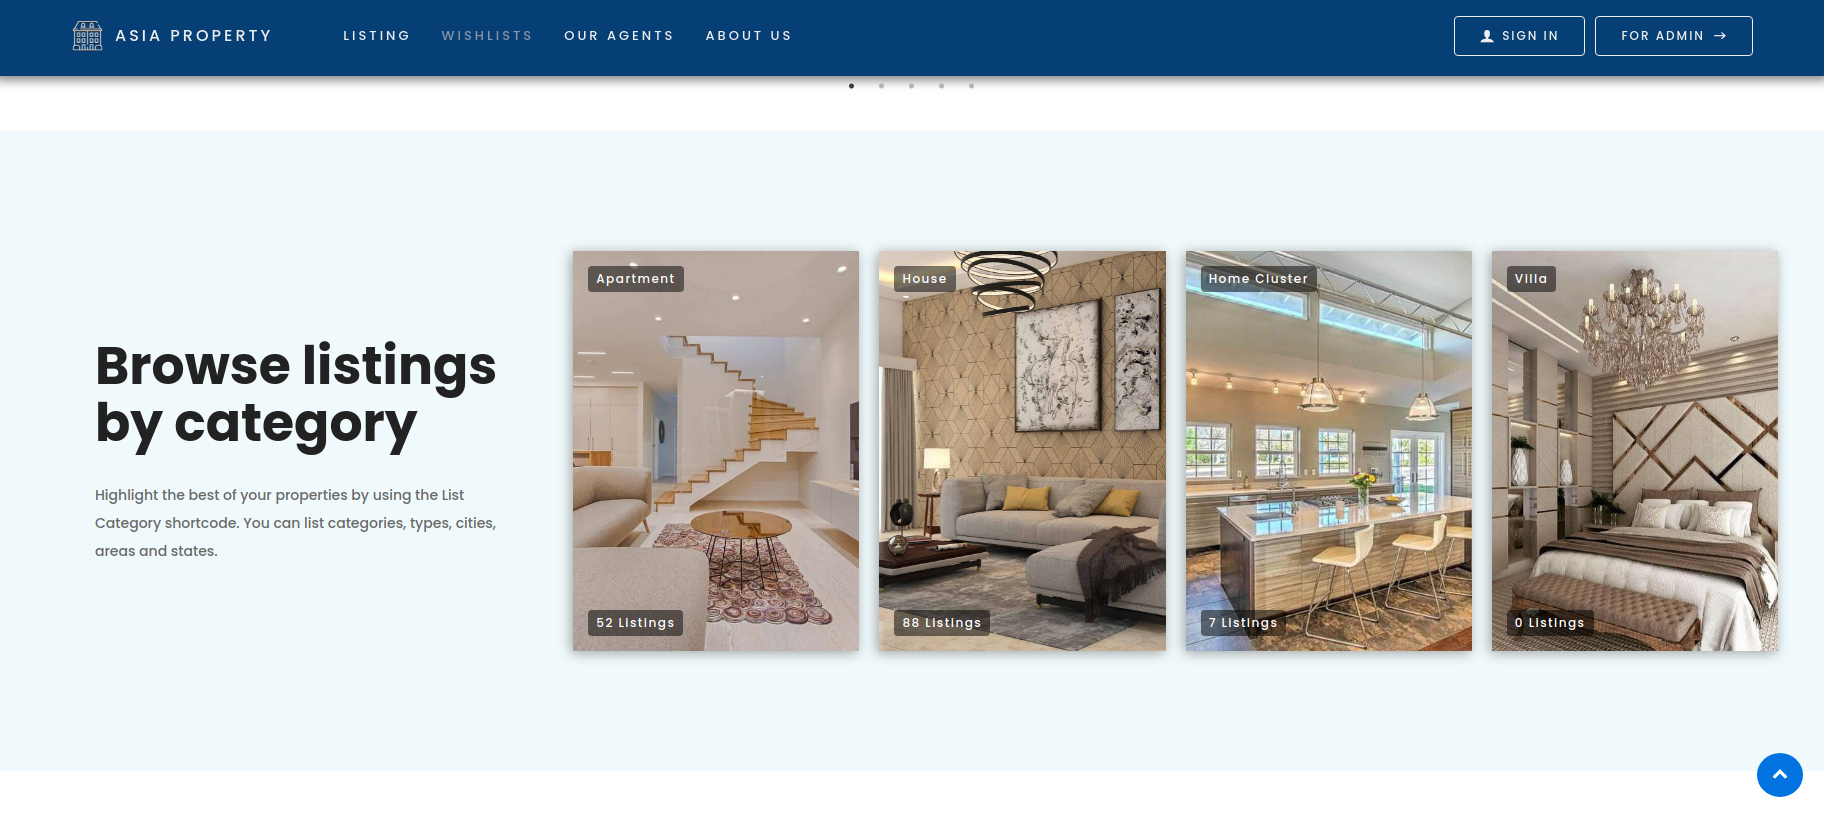 ASIA PROPERTY
LISTING
WISHLISTS
OUR AGENTS
ABOUT US
SIGN IN
FOR ADMIN →
Browse listings
by category
Highlight the best of your properties by using the List
Category shortcode. You can list categories, types, cities,
areas and states.
Apartment
52 Listings
House
88 Listings
Home Cluster
7 Listings
Villa
0 Listings